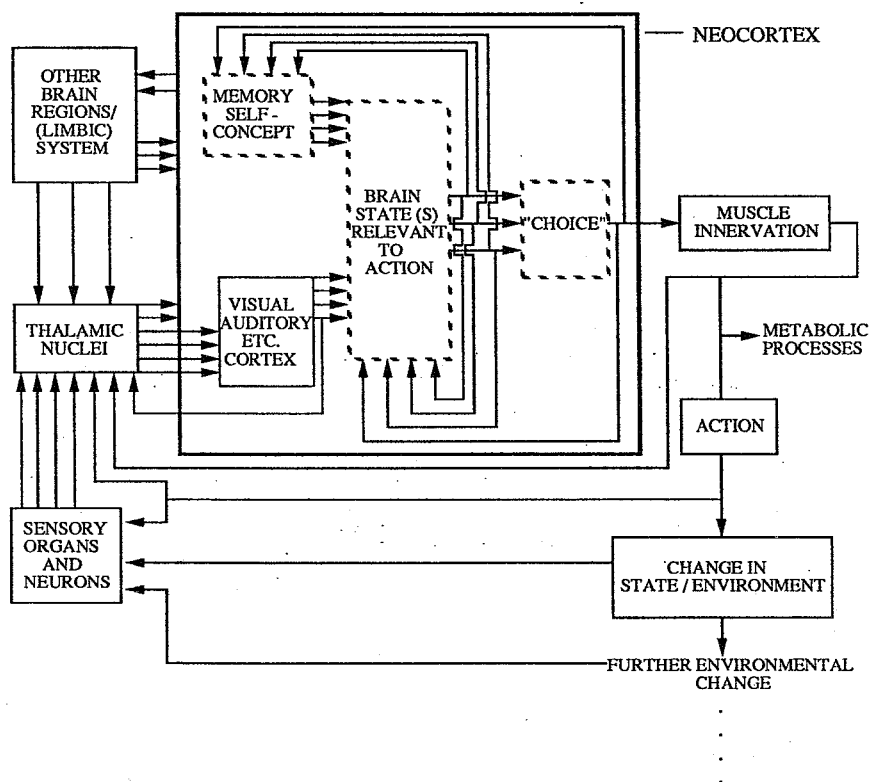 NEOCORTEX
OTHER
BRAIN
REGIONS/
(LIMBIC)
SYSTEM
MEMORY
SELF-
CONCEPT
BRAIN
STATE (S)
RELEVANT
TO
ACTION
"CHOICE"
MUSCLE
INNERVATION
THALAMIC
NUCLEI
VISUAL
AUDITORY
ETC.
CORTEX
METABOLIC
PROCESSES
ACTION
SENSORY
ORGANS
AND
NEURONS
CHANGE IN
STATE / ENVIRONMENT
FURTHER ENVIRONMENTAL
CHANGE